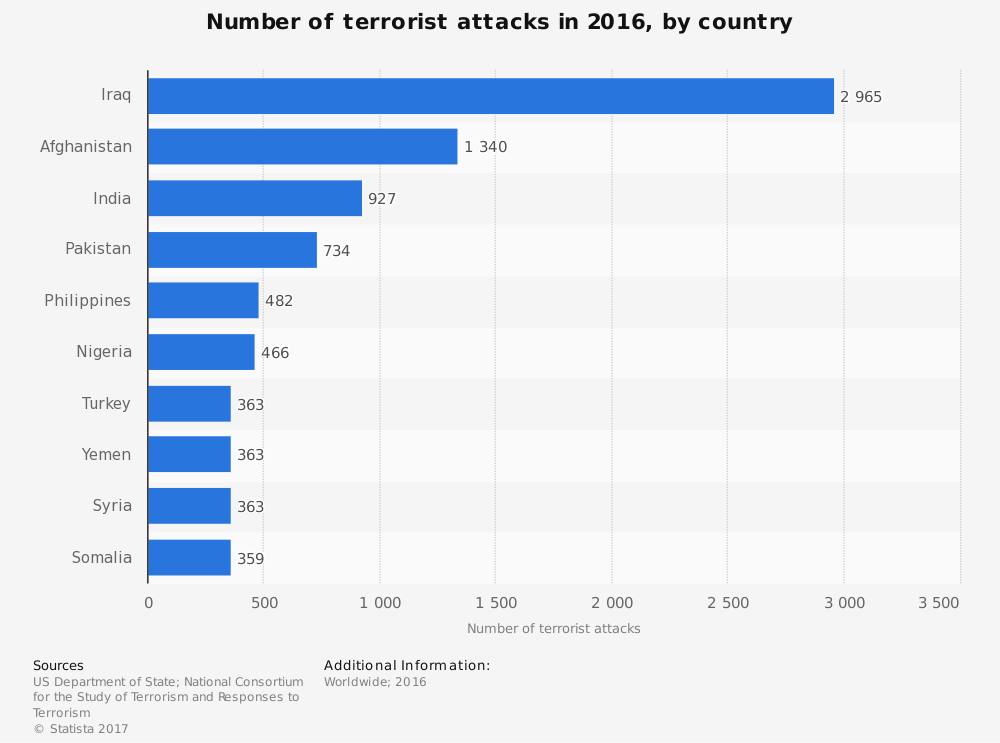 Number of terrorist attacks in 2016, by country
Iraq 2 965
Afghanistan 1 340
India 927
Pakistan 734
Philippines 482
Nigeria 466
Turkey 363
Yemen 363
Syria 363
Somalia 359
0 500 1 000 1 500 2 000 2 500 3 000 3 500
Number of terrorist attacks
Sources
US Department of State; National Consortium
for the Study of Terrorism and Responses to
Terrorism
© Statista 2017
Additional Information:
Worldwide; 2016